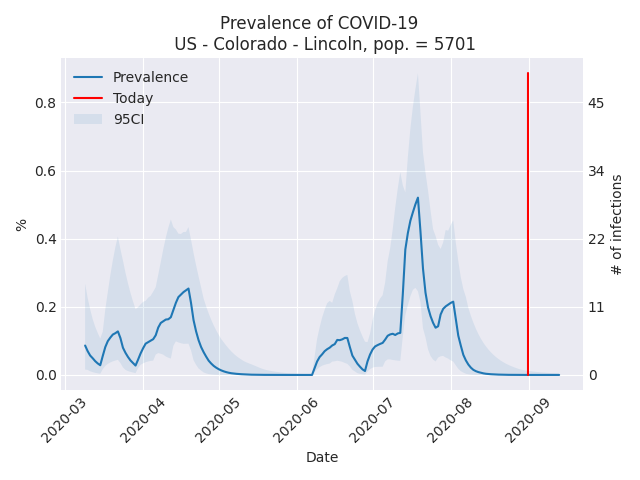 Prevalence of COVID-19
US - Colorado - Lincoln, pop. = 5701
Prevalence
Today
95CI
0.8
0.6
0.4
0.2
0.0
%
45
34
22
11
0
# of infections
2020-03
2020-04
2020-05
2020-06
2020-07
2020-08
2020-09
Date